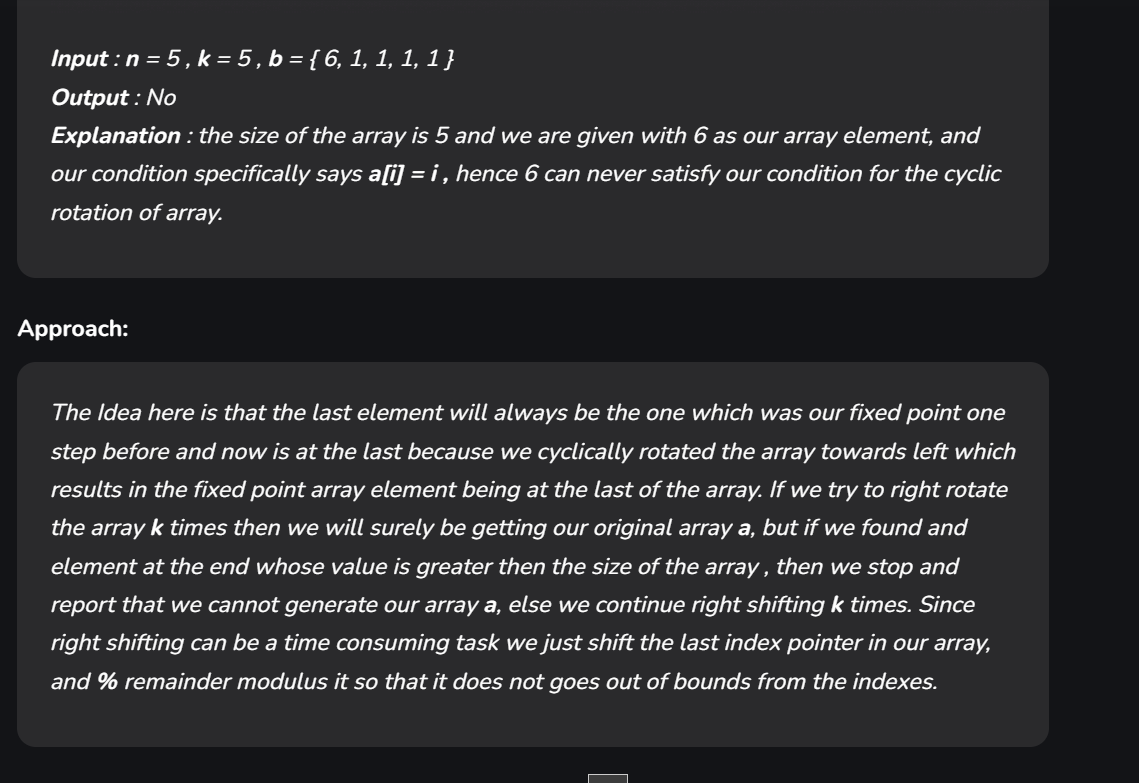 Input : n = 5 , k = 5 , b = { 6, 1, 1, 1, 1 }
Output : No
Explanation : the size of the array is 5 and we are given with 6 as our array element, and
our condition specifically says a[i] = i , hence 6 can never satisfy our condition for the cyclic
rotation of array.
Approach:
The Idea here is that the last element will always be the one which was our fixed point one
step before and now is at the last because we cyclically rotated the array towards left which
results in the fixed point array element being at the last of the array. If we try to right rotate
the array k times then we will surely be getting our original array a, but if we found and
element at the end whose value is greater then the size of the array , then we stop and
report that we cannot generate our array a, else we continue right shifting k times. Since
right shifting can be a time consuming task we just shift the last index pointer in our array,
and % remainder modulus it so that it does not goes out of bounds from the indexes.